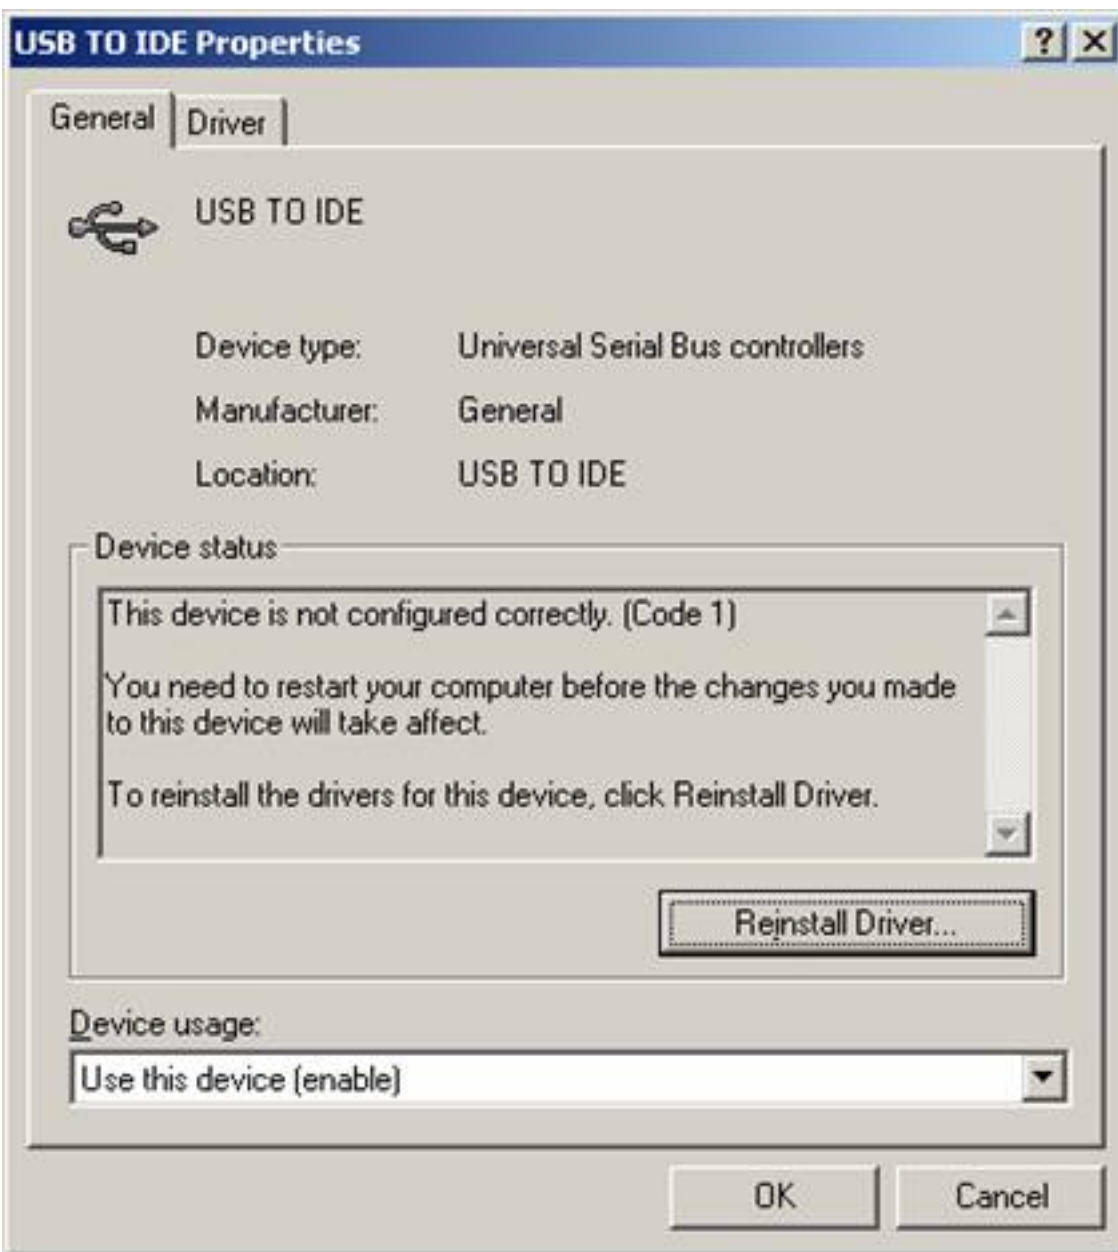 USB TO IDE Properties
General
Driver
USB TO IDE
Device type: Universal Serial Bus controllers
Manufacturer: General
Location: USB TO IDE
Device status
This device is not configured correctly. (Code 1)
You need to restart your computer before the changes you made
to this device will take affect.
To reinstall the drivers for this device, click Reinstall Driver.
Reinstall Driver...
Device usage:
Use this device (enable)
OK
Cancel